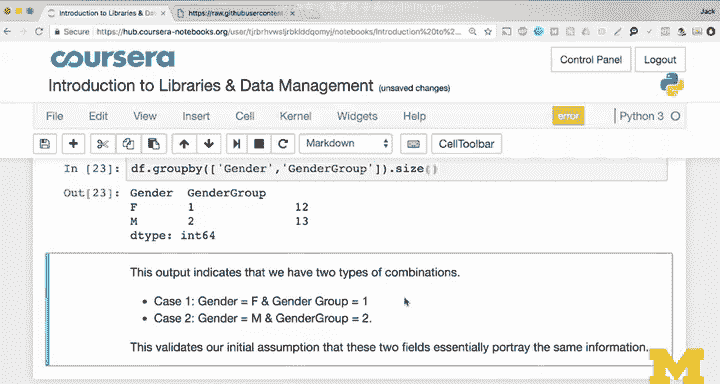 Introduction to Libraries & Da
https://raw.githubuserconten
Jack
Secure
https://hub.coursera-notebooks.org/user/tjrbrhvwsljrbklddqomyj/notebooks/Introduction%20to%2...
coursera
Control Panel
Logout
Introduction to Libraries & Data Management (unsaved changes)
File Edit View Insert Cell Kernel Widgets Help
error
Python 3
Markdown
CellToolbar
In [23]: df.groupby(['Gender','GenderGroup']).size()
Out[23]: Gender GenderGroup
F 1 12
M 2 13
dtype: int64
This output indicates that we have two types of combinations.
• Case 1: Gender = F & Gender Group = 1
• Case 2: Gender = M & GenderGroup = 2.
This validates our initial assumption that these two fields essentially portray the same information.
M